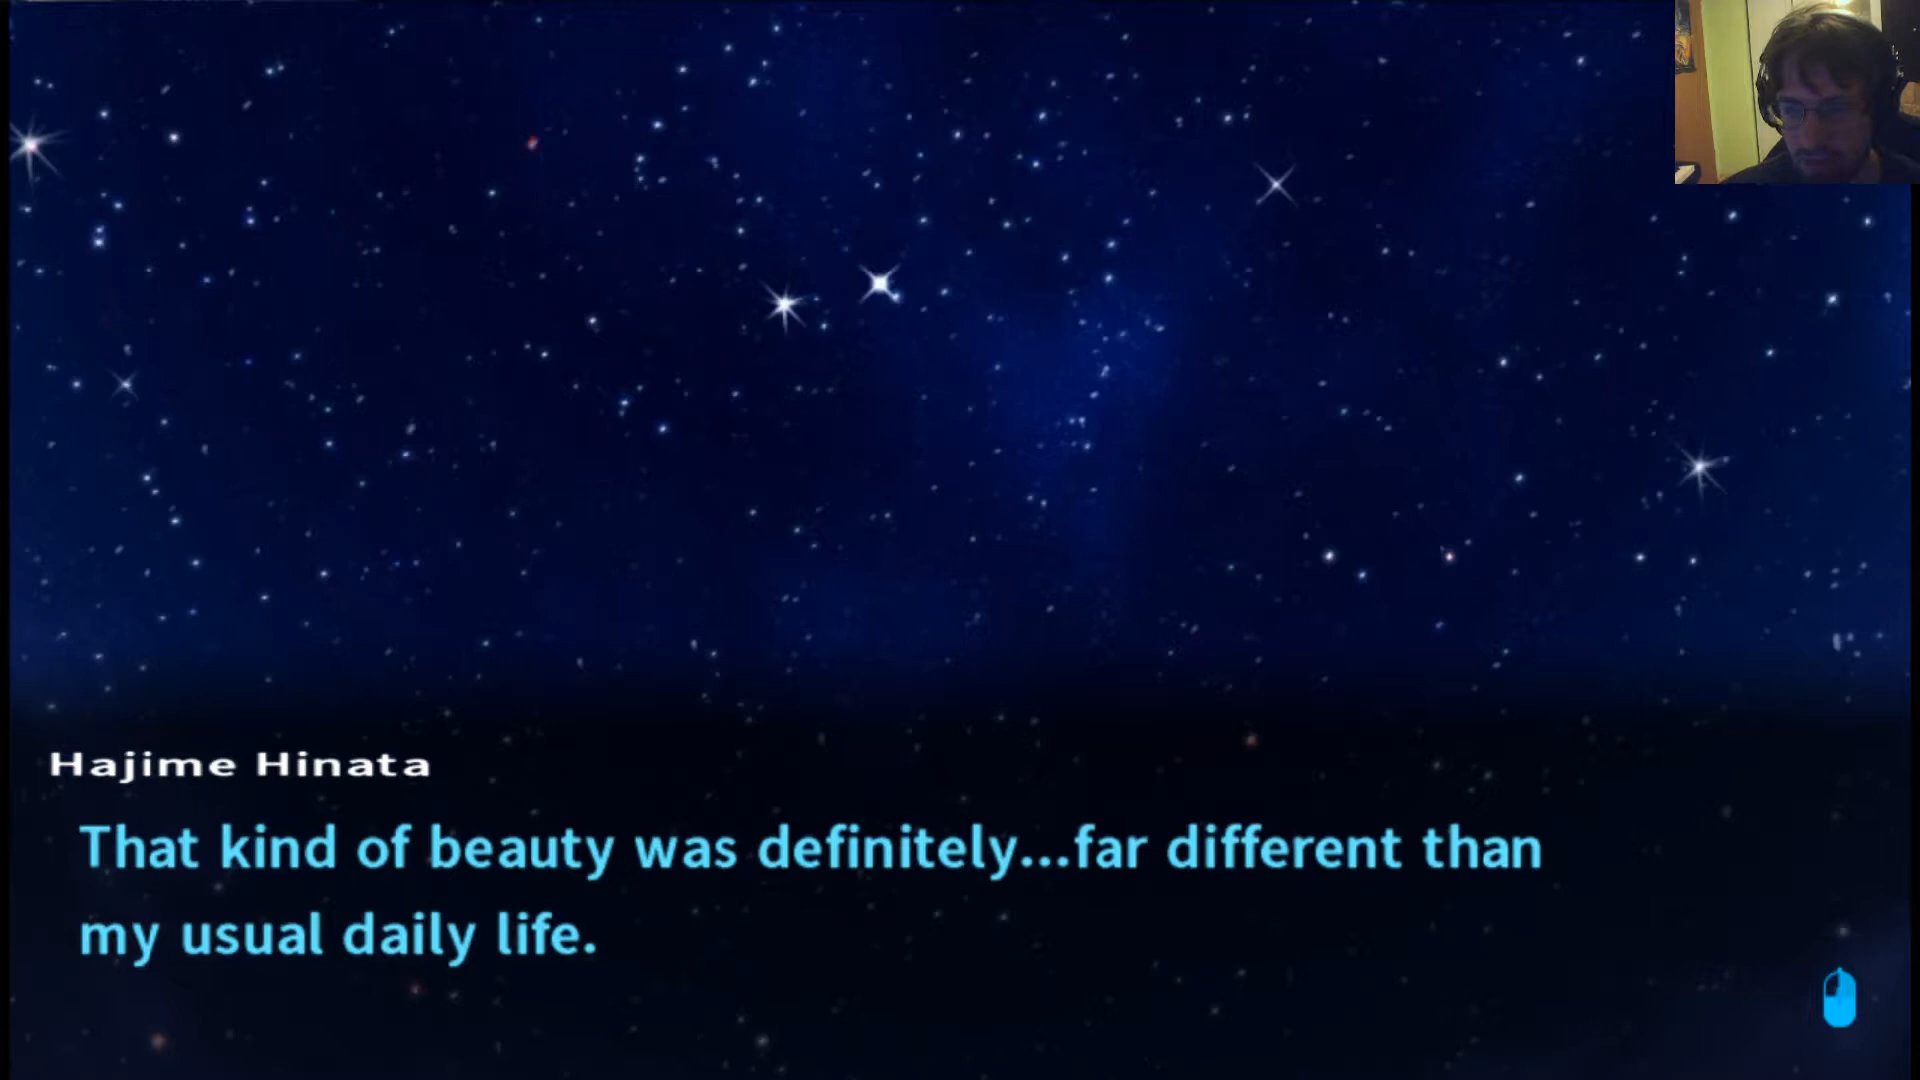 Hajime Hinata
That kind of beauty was definitely...far different than
my usual daily life.